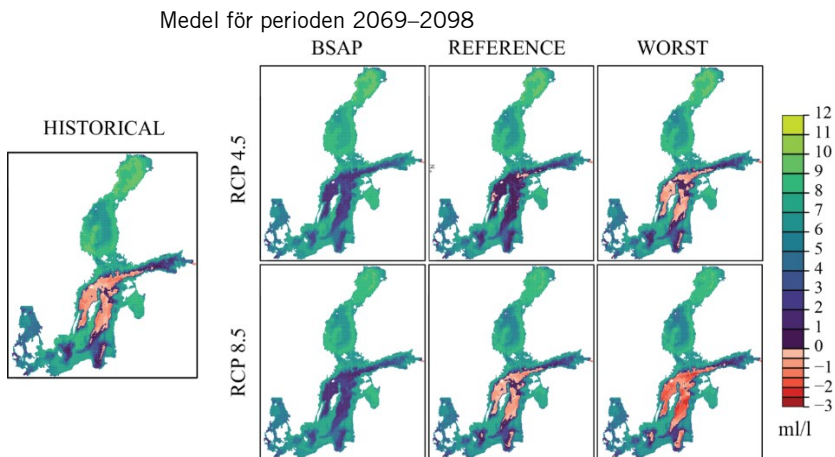 Medel för perioden 2069–2098
BSAP
REFERENCE
WORST
HISTORICAL
RCP 4.5
RCP 8.5
12
11
10
9
8
7
6
5
4
3
2
1
0
−1
−2
−3
ml/l